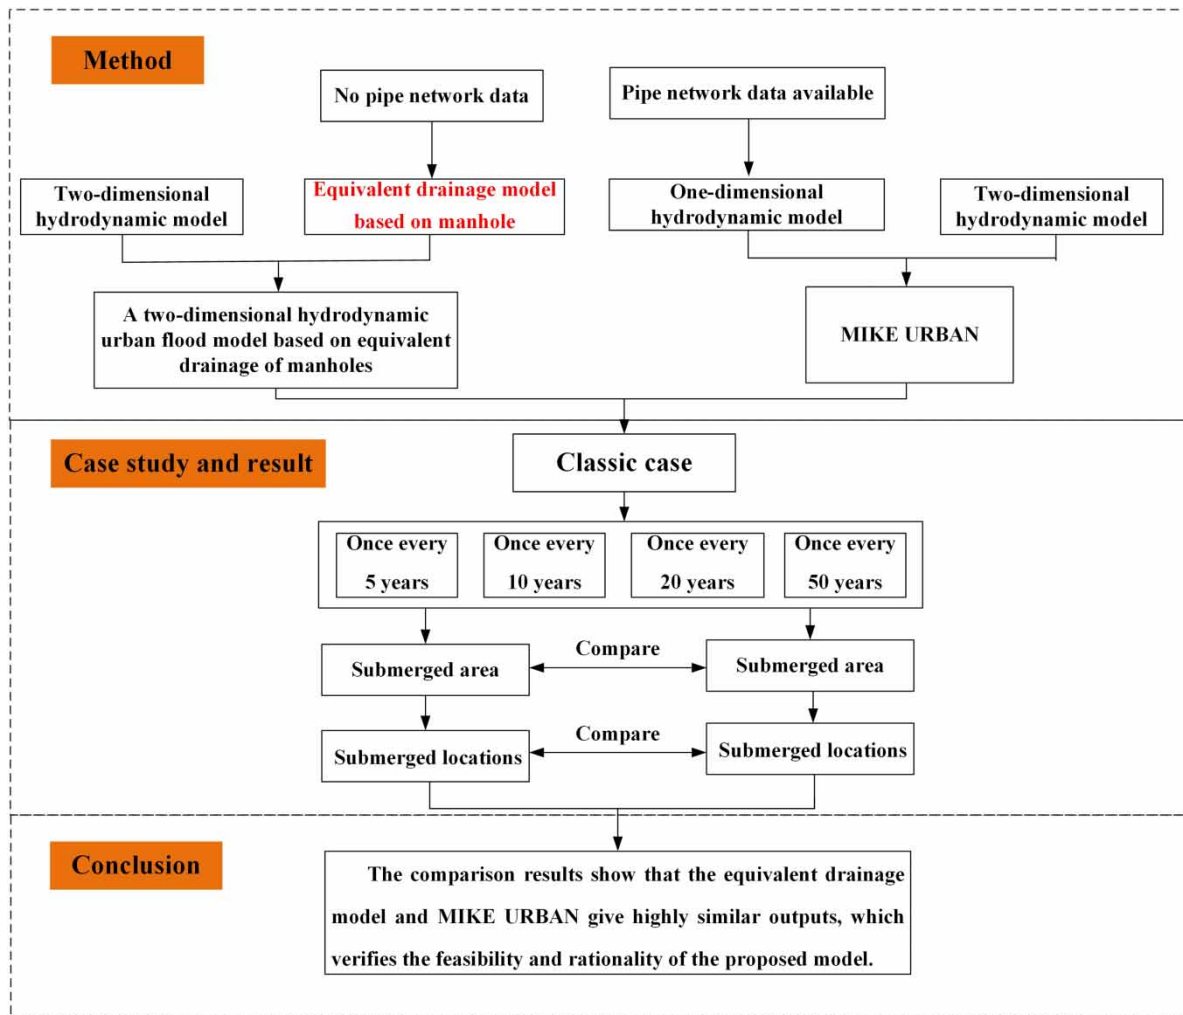 Method
No pipe network data
Pipe network data available
Two-dimensional
hydrodynamic model
Equivalent drainage model
based on manhole
One-dimensional
hydrodynamic model
Two-dimensional
hydrodynamic model
A two-dimensional hydrodynamic
urban flood model based on equivalent
drainage of manholes
MIKE URBAN
Case study and result
Classic case
Once every
5 years
Once every
10 years
Once every
20 years
Once every
50 years
Submerged area
Compare
Submerged area
Submerged locations
Compare
Submerged locations
Conclusion
The comparison results show that the equivalent drainage
model and MIKE URBAN give highly similar outputs, which
verifies the feasibility and rationality of the proposed model.